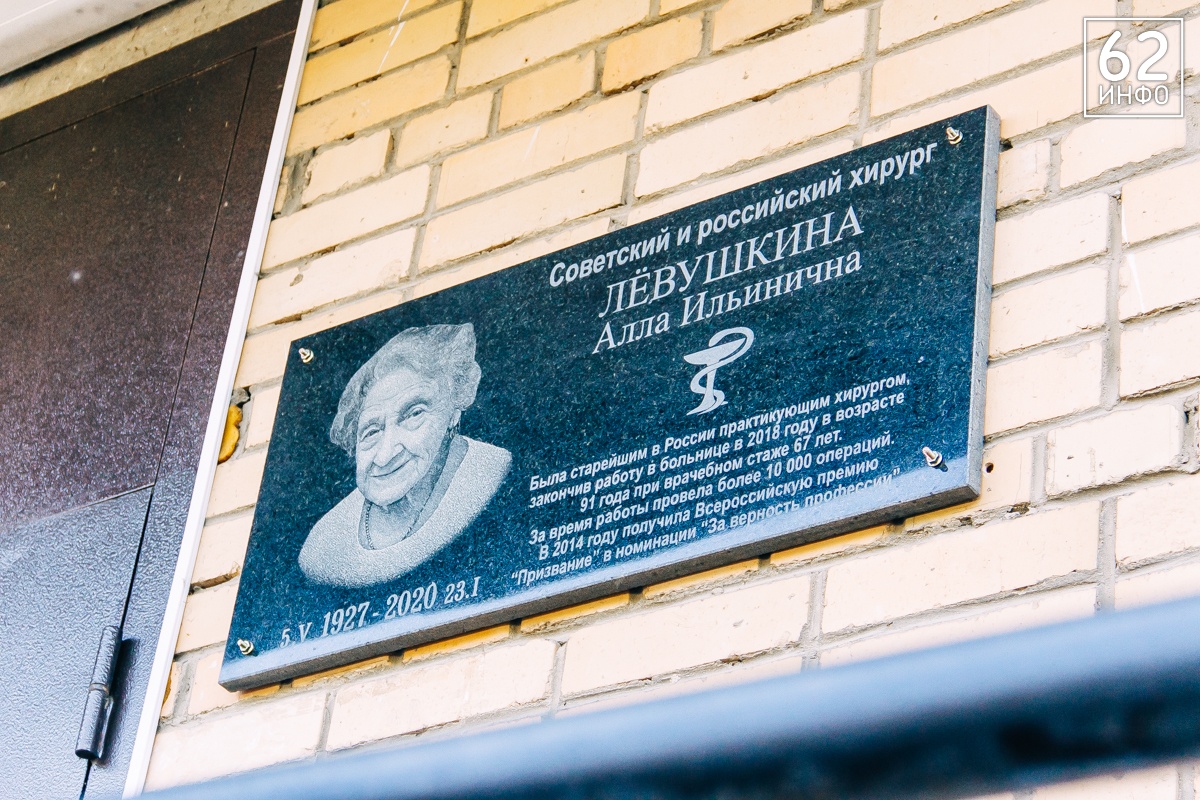 62
ИНФО
Советский и российский хирург
ЛЁВУШКИНА
Алла Ильинична
Была старейшим в России практикующим хирургом,
закончив работу в больнице в 2018 году в возрасте
91 года при врачебном стаже 67 лет.
За время работы провела более 10 000 операций.
В 2014 году получила Всероссийскую премию
“Призвание” в номинации “За верность профессии”
5.V 1927 - 2020 23.I